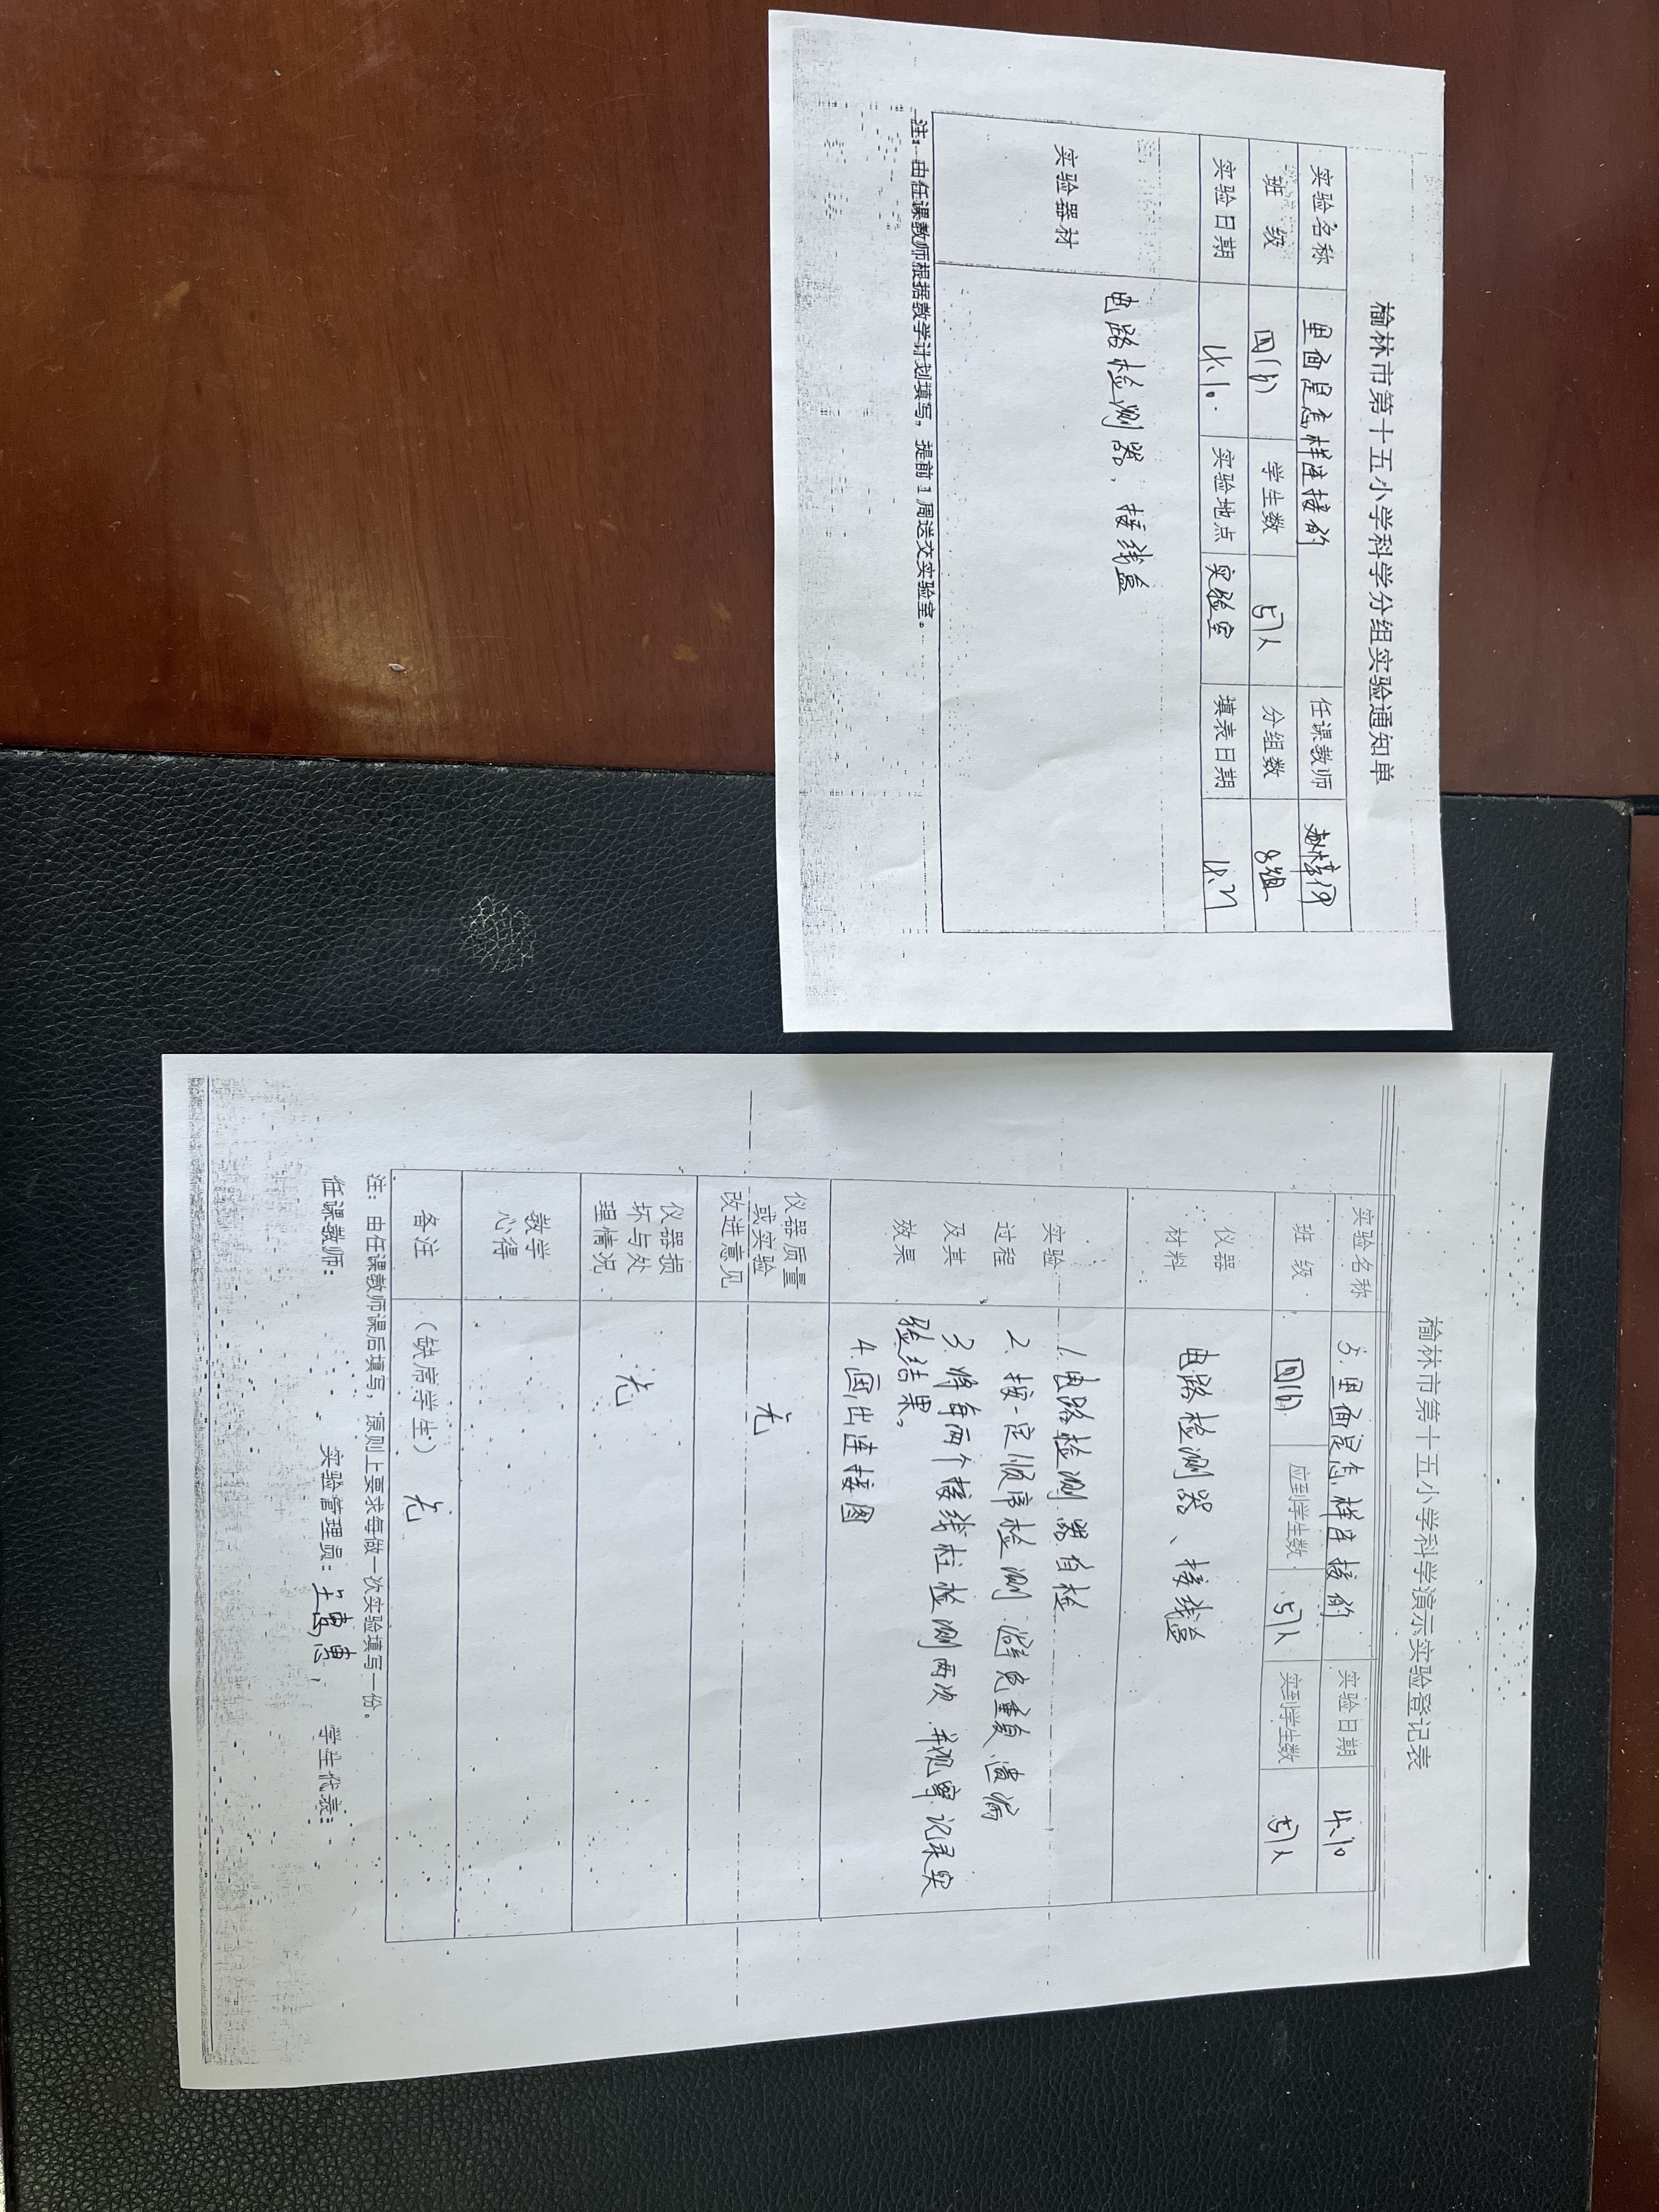 榆林市第十五小学科学分组实验通知单
实验名称 里面是怎样连接的 任课教师
班 级 四(6) 学生数 57人 分组数 8组
实验日期 4.10. 实验地点 实验室 填表日期 4.7
实验器材 电路检测器、接线盒
注:由任课教师根据教学计划填写,提前1周送交实验室。
榆林市第十五小学科学演示实验登记表
实验名称 5.里面是怎样连接的 实验日期 4.10
班 级 四(6) 应到学生数 57人 实到学生数 57人
仪器
材料
电路检测器、接线盒
实验
过程
及其
效果
1.电路检测器自检
2.按一定顺序检测 避免重复、遗漏
3.将每两个接线柱检测两次 并观察记录实
验结果。
4.画出连接图
仪器质量
或实验
改进意见
无
仪器损
坏与处
理情况
无
教学
心得
备注 (缺席学生) 无
注:由任课教师课后填写,原则上要求每做一次实验填写一份。
任课教师: 实验管理员: 学生代表: